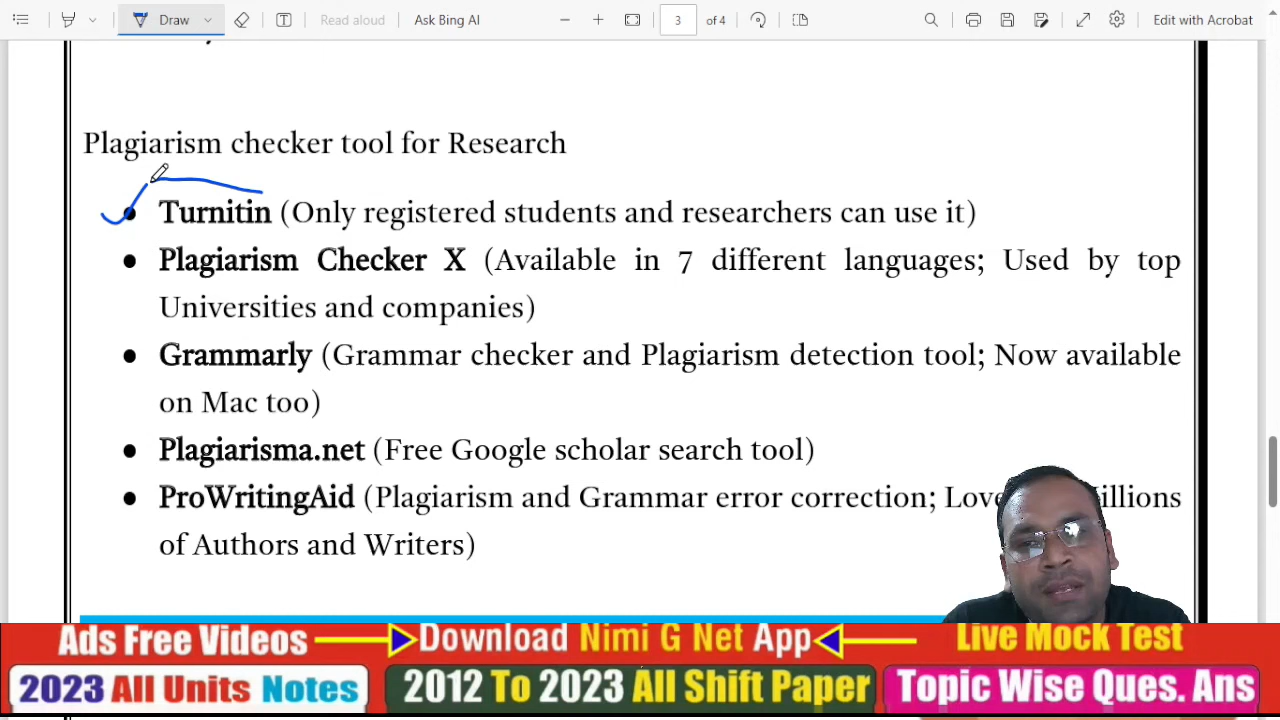 Draw
Read aloud
Ask Bing AI
3
of 4
Edit with Acrobat
Plagiarism checker tool for Research
• Turnitin (Only registered students and researchers can use it)
• Plagiarism Checker X (Available in 7 different languages; Used by top
Universities and companies)
• Grammarly (Grammar checker and Plagiarism detection tool; Now available
on Mac too)
• Plagiarisma.net (Free Google scholar search tool)
• ProWritingAid (Plagiarism and Grammar error correction;
of Authors and Writers)
Ads Free Videos
Download Nimi G Net App
Live Mock Test
2023 All Units Notes
2012 To 2023 All Shift Paper
Topic Wise Ques. Ans